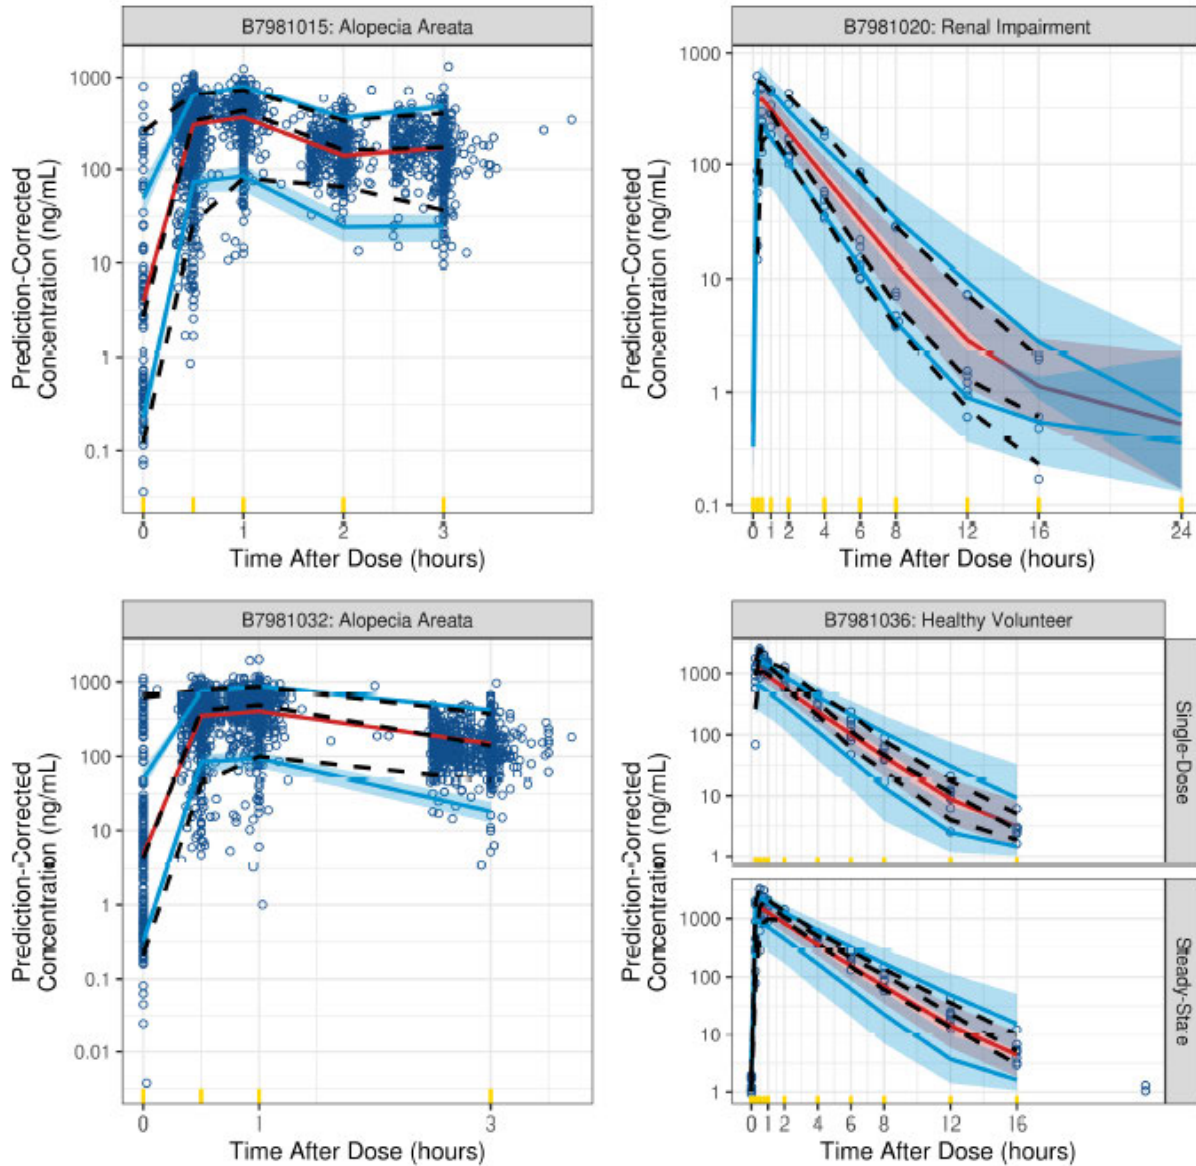 B7981015: Alopecia Areata
Prediction-Corrected
Concentration (ng/mL)
1000
100
10
1
0.1
0
1
2
3
Time After Dose (hours)
B7981020: Renal Impairment
Prediction-Corrected
Concentration (ng/mL)
1000
100
10
1
0.1
0 1 2 4 6 8 12 16 24
Time After Dose (hours)
B7981032: Alopecia Areata
Prediction-Corrected
Concentration (ng/mL)
1000
100
10
1
0.1
0.01
0
1
3
Time After Dose (hours)
B7981036: Healthy Volunteer
Prediction-Corrected
Concentration (ng/mL)
1000
100
10
1
Single-Dose
1000
100
10
1
Steady-State
0 1 2 4 6 8 12 16
Time After Dose (hours)